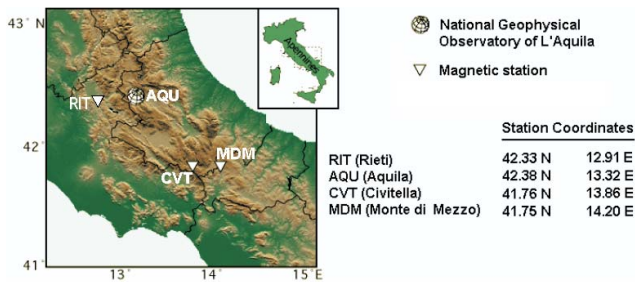 43° N
42
41
13°
14°
15°E
RIT
AQU
MDM
CVT
Apennines
National Geophysical
Observatory of L'Aquila
Magnetic station
Station Coordinates
RIT (Rieti) 42.33 N 12.91 E
AQU (Aquila) 42.38 N 13.32 E
CVT (Civitella) 41.76 N 13.86 E
MDM (Monte di Mezzo) 41.75 N 14.20 E